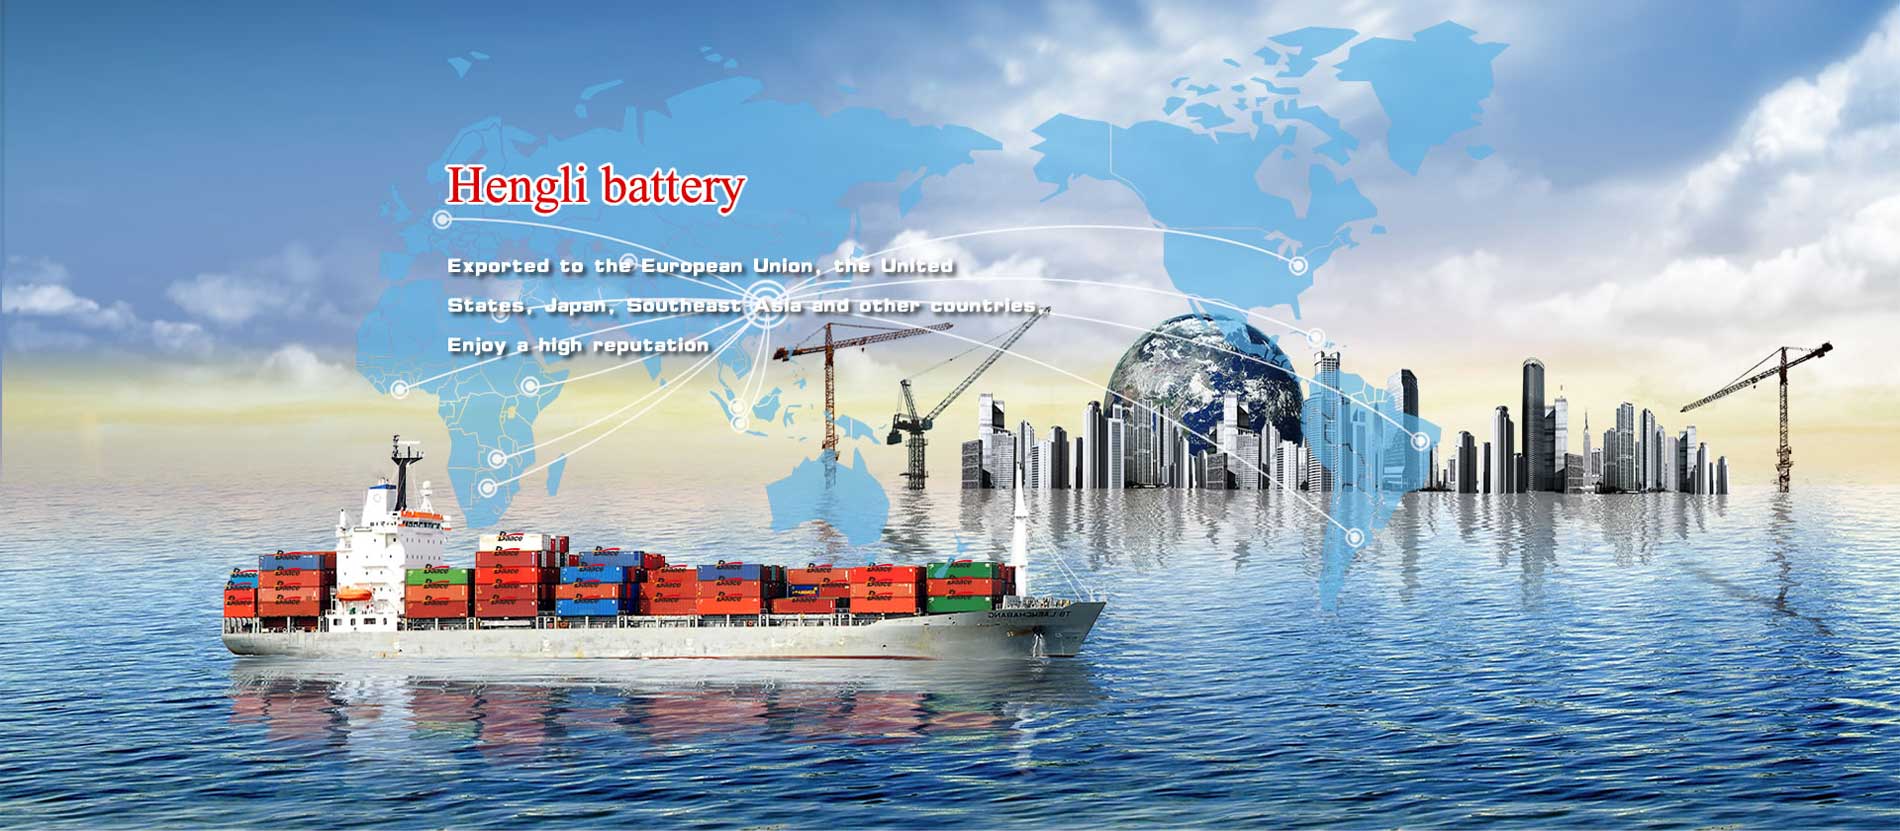 Hengli battery
Exported to the European Union, the United
States, Japan, Southeast Asia and other countries.
Enjoy a high reputation